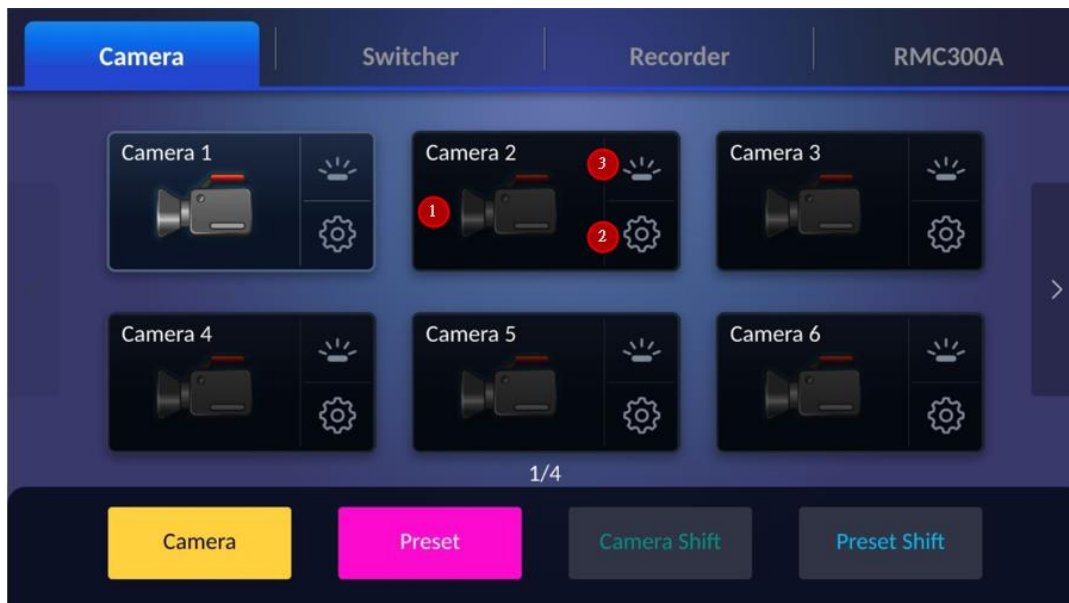 Camera Switcher Recorder RMC300A
Camera 1 Camera 2 Camera 3
3
1
2
Camera 4 Camera 5 Camera 6
1/4
Camera Preset Camera Shift Preset Shift